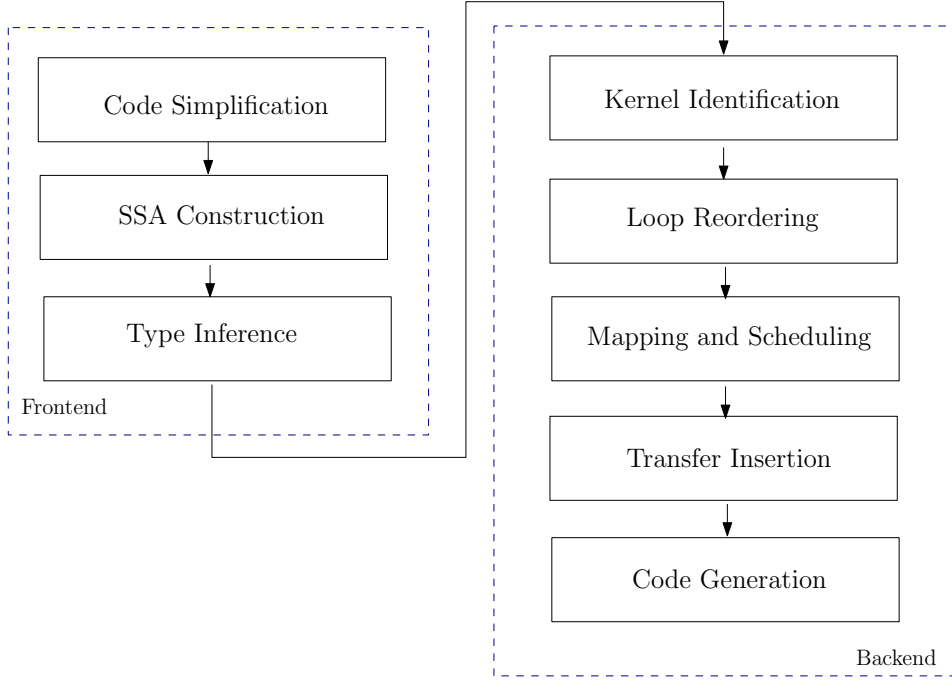 Code Simplification
SSA Construction
Type Inference
Frontend
Kernel Identification
Loop Reordering
Mapping and Scheduling
Transfer Insertion
Code Generation
Backend